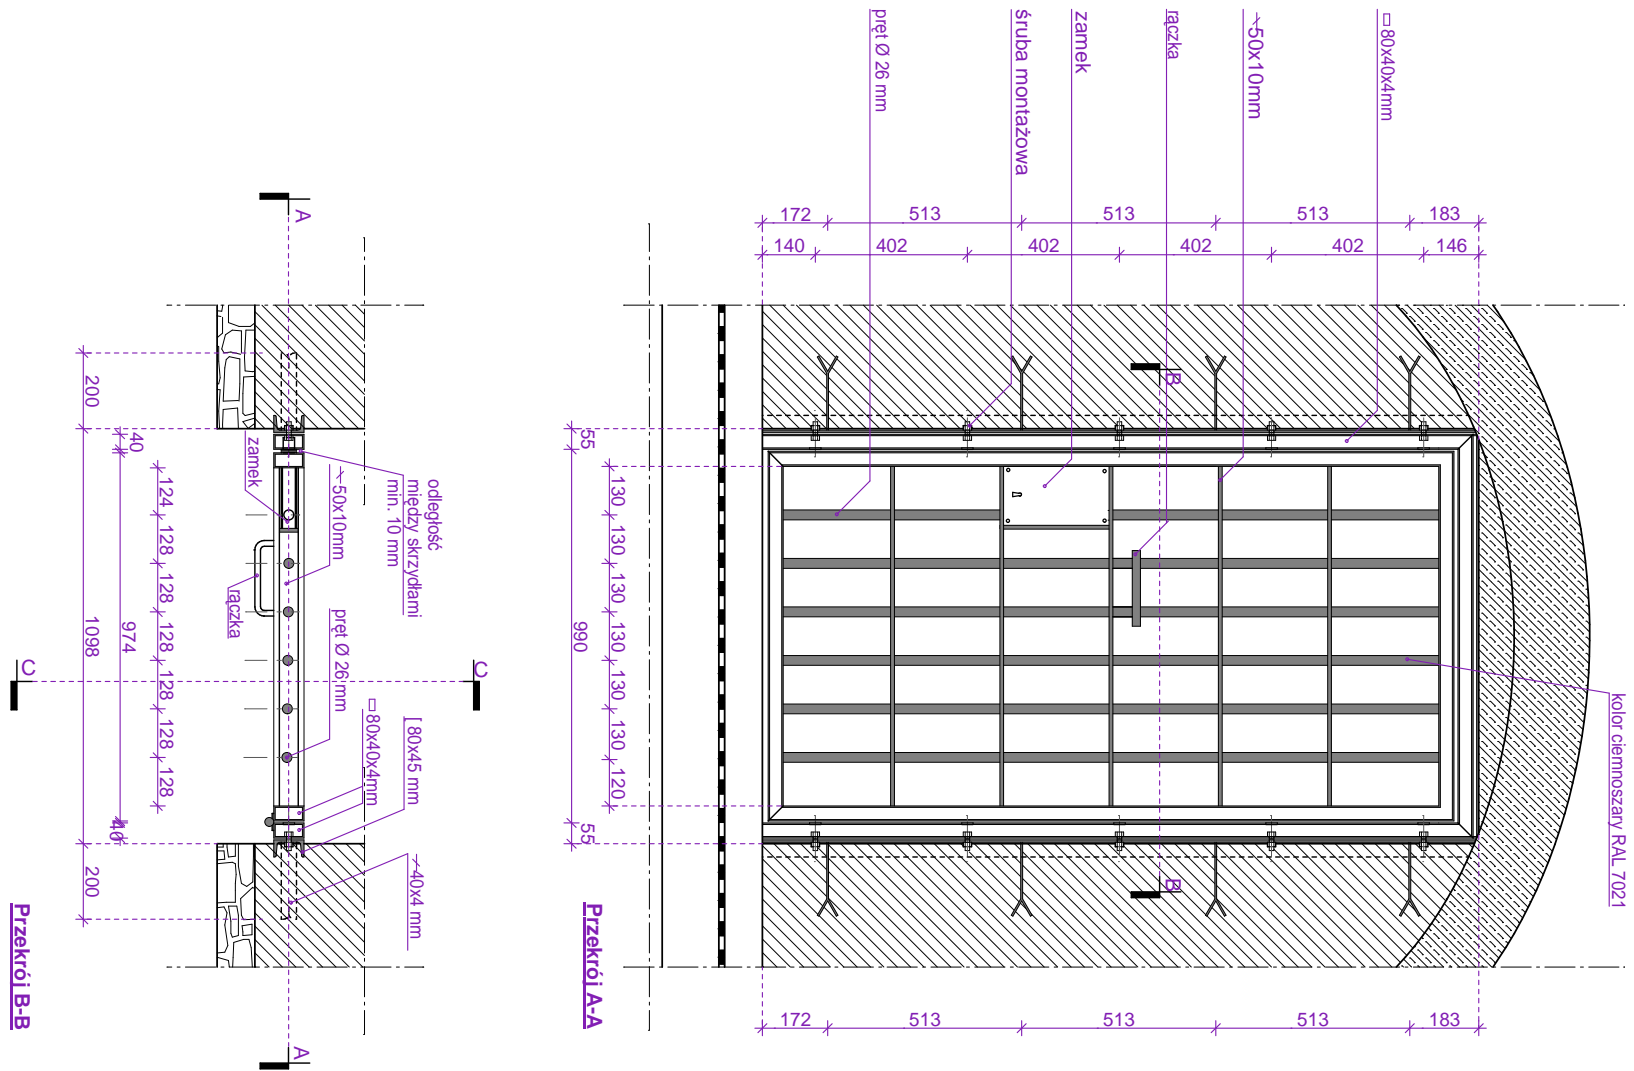 □80x40x4mm
50x10mm
rączka
zamek
śruba montażowa
pręt Ø 26 mm
172
513
513
513
183
140
402
402
402
402
146
B
B
55
990
55
130
130
130
130
130
130
120
kolor ciemnoszary RAL 7021
172
513
513
513
183
Przekrój A-A
A
A
C
C
200
1098
200
40
974
40
124
128
128
128
128
128
128
zamek
50x10mm
odległość
między skrzydłami
min. 10 mm
rączka
pręt Ø 26 mm
□80x40x4mm
[ 80x45 mm
40x4 mm
Przekrój B-B